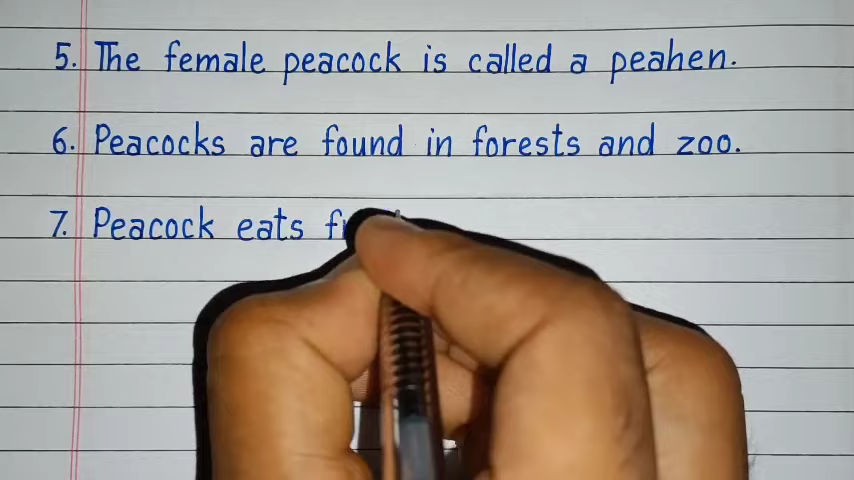 5. The female peacock is called a peahen.
6. Peacocks are found in forests and zoo.
7. Peacock eats